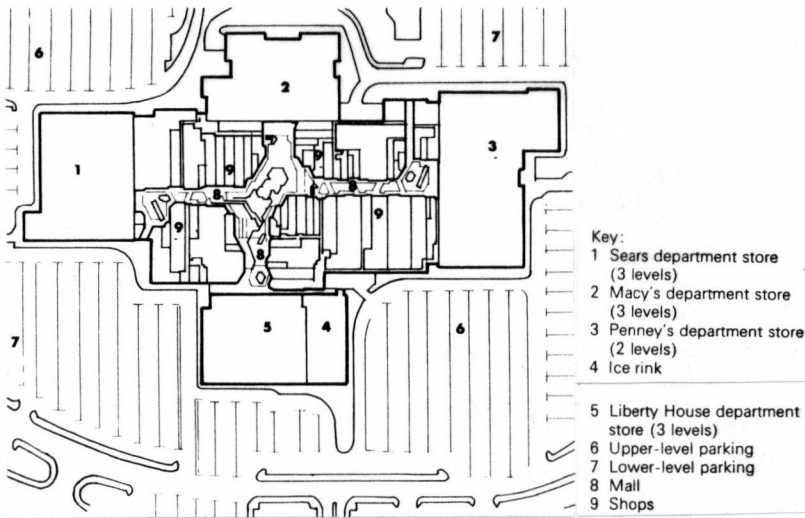 6
7
2
1
9
9
3
8
8
9
9
8
7
5
4
6
Key:
1 Sears department store
(3 levels)
2 Macy's department store
(3 levels)
3 Penney's department store
(2 levels)
4 Ice rink
5 Liberty House department
store (3 levels)
6 Upper-level parking
7 Lower-level parking
8 Mall
9 Shops